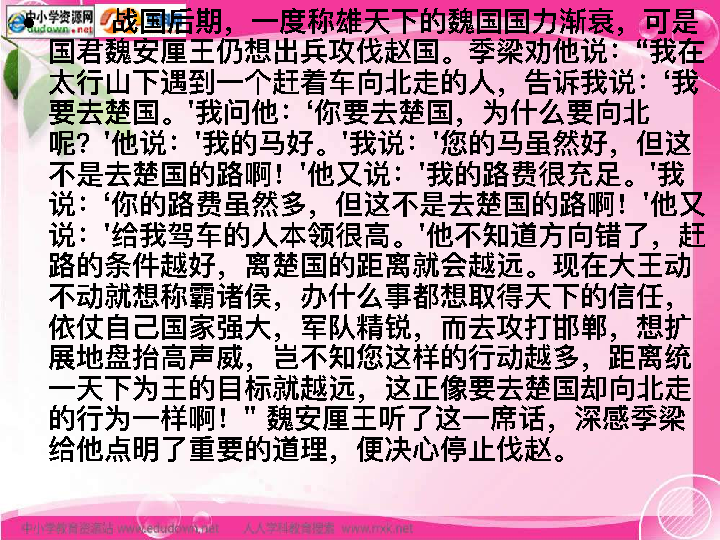 中小学资源网
edudown.net
战国后期，一度称雄天下的魏国国力渐衰，可是
国君魏安厘王仍想出兵攻伐赵国。季梁劝他说：“我在
太行山下遇到一个赶着车向北走的人，告诉我说：‘我
要去楚国。'我问他：‘你要去楚国，为什么要向北
呢？'他说：'我的马好。'我说：'您的马虽然好，但这
不是去楚国的路啊！'他又说：'我的路费很充足。'我
说：‘你的路费虽然多，但这不是去楚国的路啊！'他又
说：'给我驾车的人本领很高。'他不知道方向错了，赶
路的条件越好，离楚国的距离就会越远。现在大王动
不动就想称霸诸侯，办什么事都想取得天下的信任，
依仗自己国家强大，军队精锐，而去攻打邯郸，想扩
展地盘抬高声威，岂不知您这样的行动越多，距离统
一天下为王的目标就越远，这正像要去楚国却向北走
的行为一样啊！" 魏安厘王听了这一席话，深感季梁
给他点明了重要的道理，便决心停止伐赵。
中小学教育资源站 www.edudown.net 人人学科教育搜索 www.rrxk.net